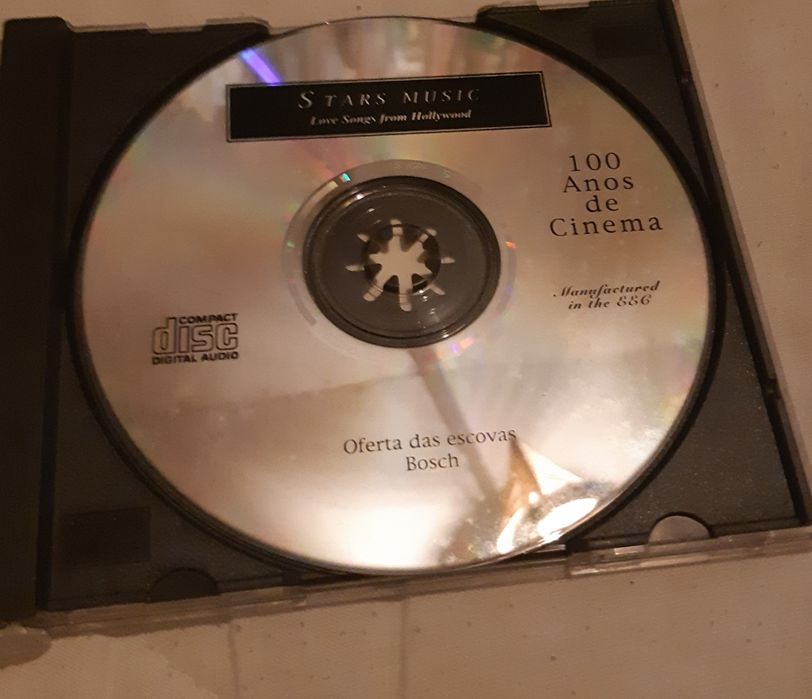 STARS MUSIC
Love Songs from Hollywood
100
Anos
de
Cinema
Manufactured
in the EEC
COMPACT
disc
DIGITAL AUDIO
Oferta das escovas
Bosch